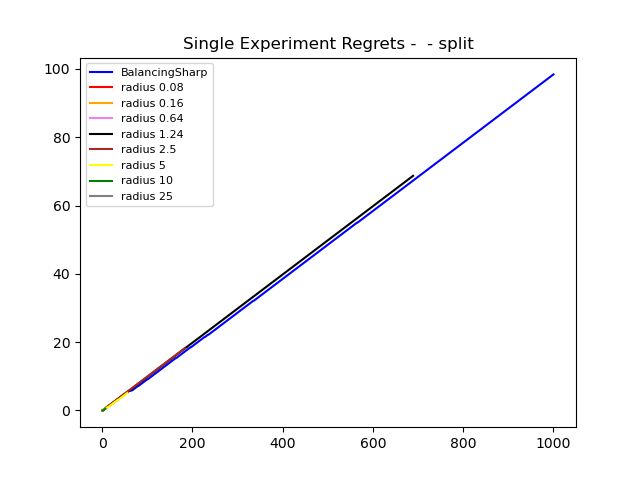 Single Experiment Regrets -  - split
100
80
60
40
20
0
BalancingSharp
radius 0.08
radius 0.16
radius 0.64
radius 1.24
radius 2.5
radius 5
radius 10
radius 25
0 200 400 600 800 1000